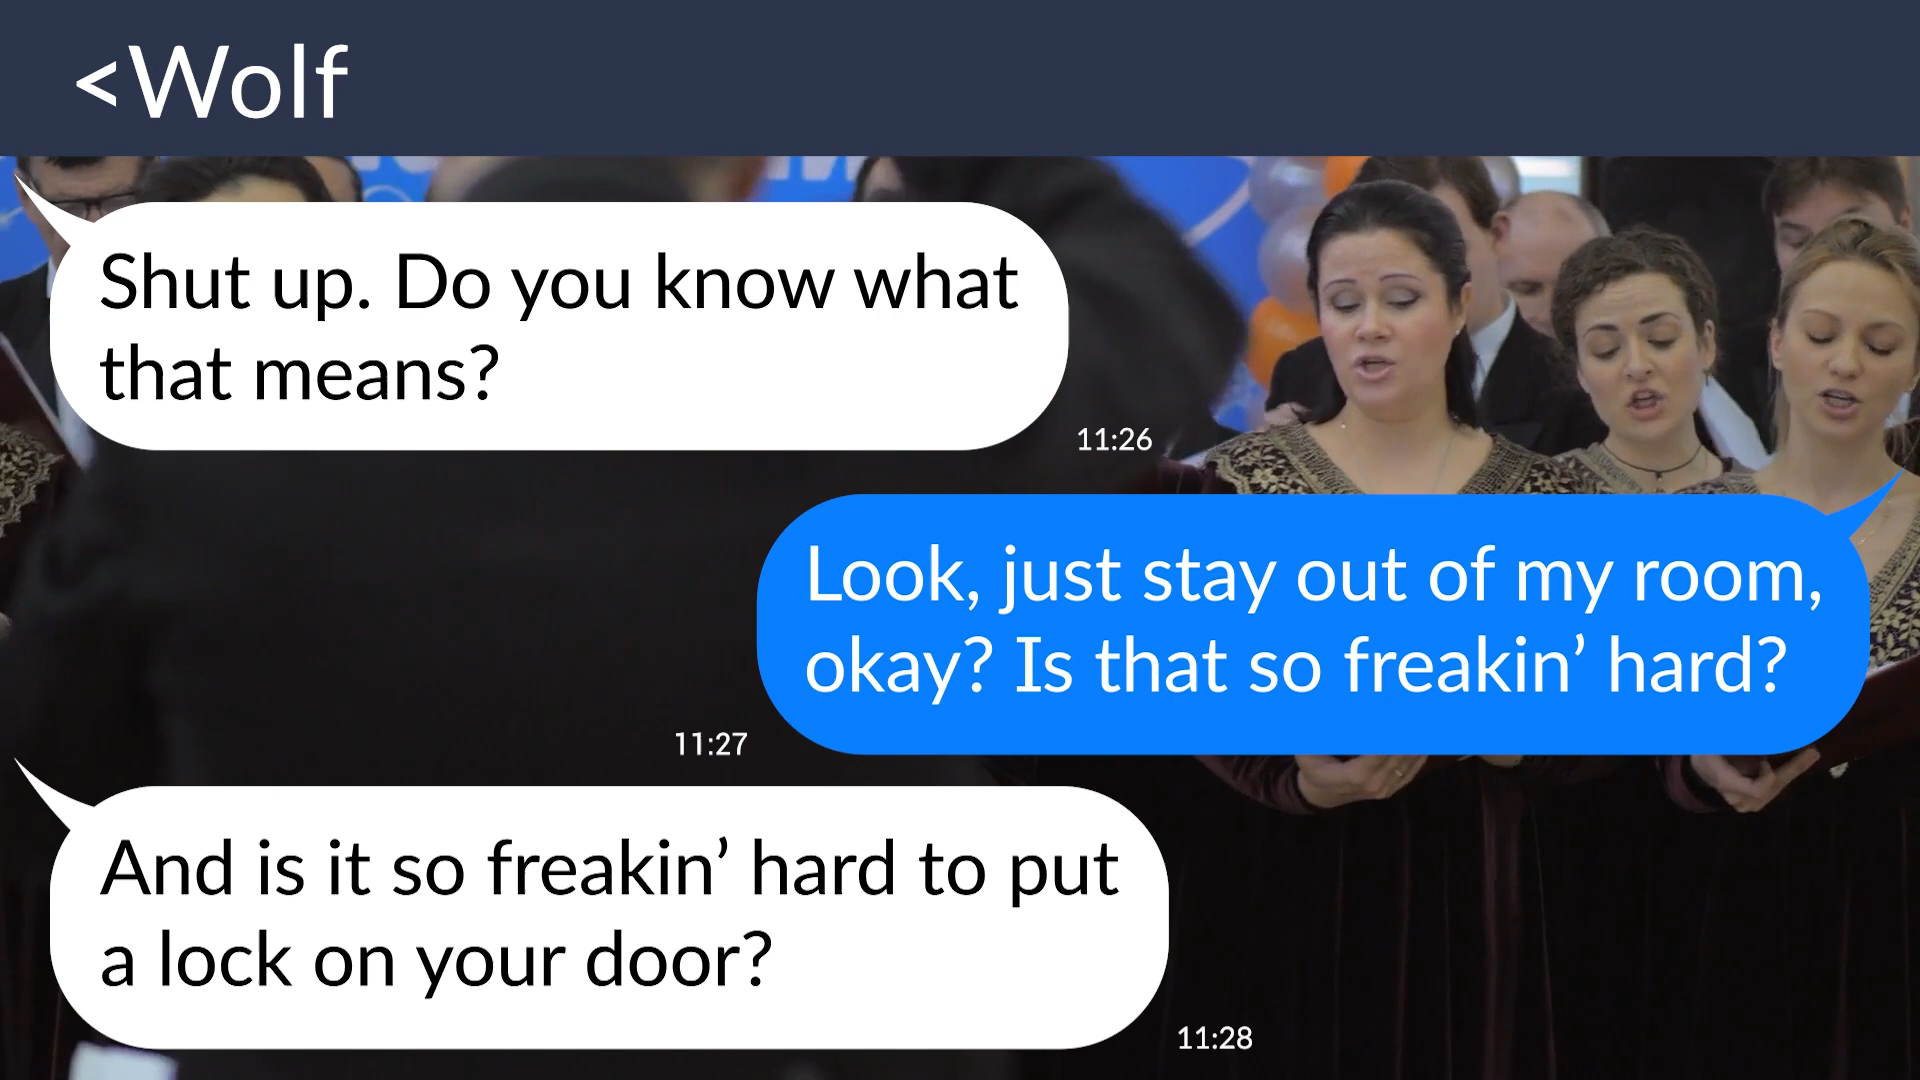 <Wolf
Shut up. Do you know what
that means?
11:26
Look, just stay out of my room,
okay? Is that so freakin’ hard?
11:27
And is it so freakin’ hard to put
a lock on your door?
11:28